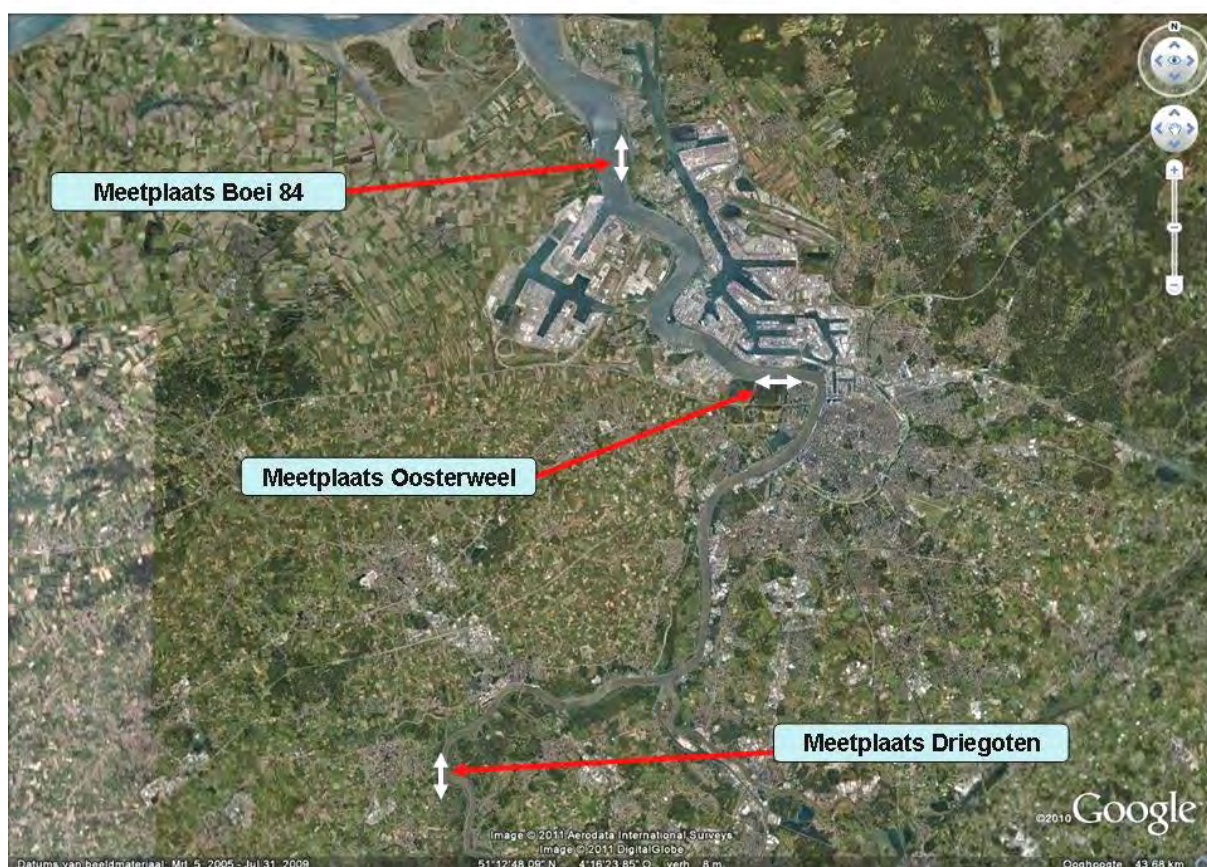 N
Meetplaats Boei 84
Meetplaats Oosterweel
Meetplaats Driegoten
©2010 Google
Image © 2011 Aerodata International Surveys
Image © 2011 DigitalGlobe
Datums van beeldmateriaal: Mrt 5, 2005 - Jul 31, 2009
51°12'48.09" N 4°16'23.85" O verh 8 m
Ooghoogte 43.68 km